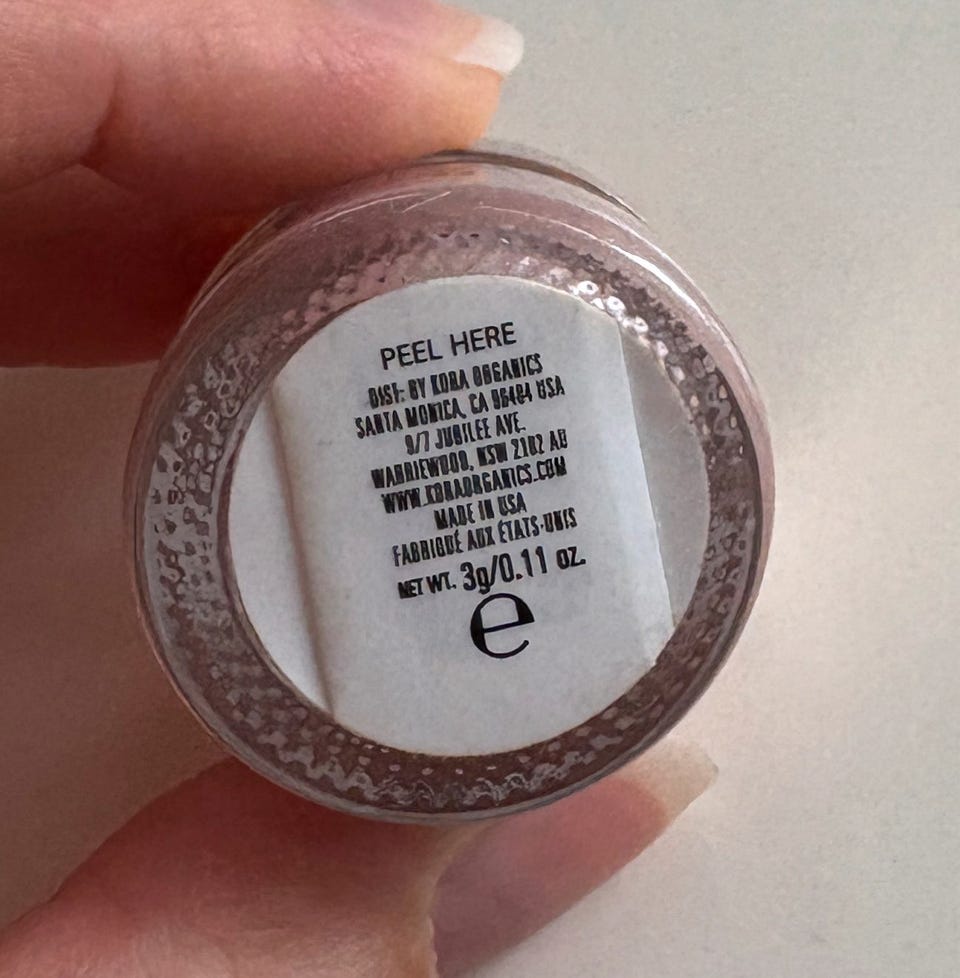 PEEL HERE
DIST: BY KORA ORGANICS
SANTA MONICA, CA 90404 USA
9/7 JUBILEE AVE.
WARRIEWOOD, NSW 2102 AU
WWW.KORAORGANICS.COM
MADE IN USA
FABRIQUÉ AUX ÉTATS-UNIS
NET WT. 3g/0.11 oz.
e